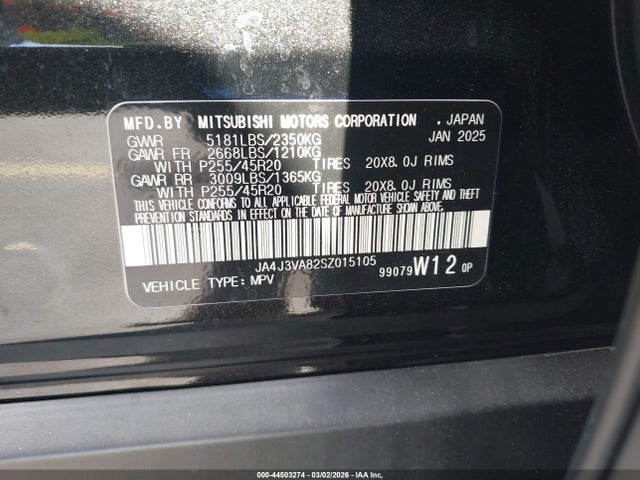 MFD.BY MITSUBISHI MOTORS CORPORATION . JAPAN
GVWR 5181LBS/2350KG JAN 2025
GAWR FR 2668LBS/1210KG
WITH P255/45R20 TIRES 20X8.0J RIMS
GAWR RR 3009LBS/1365KG
WITH P255/45R20 TIRES 20X8.0J RIMS
THIS VEHICLE CONFORMS TO ALL APPLICABLE FEDERAL MOTOR VEHICLE SAFETY AND THEFT
PREVENTION STANDARDS IN EFFECT ON THE DATE OF MANUFACTURE SHOWN ABOVE.
JA4J3VA82SZ015105
VEHICLE TYPE: MPV 99079 W12 0P
000-44503274 | 03/02/2026 | IAA Inc.